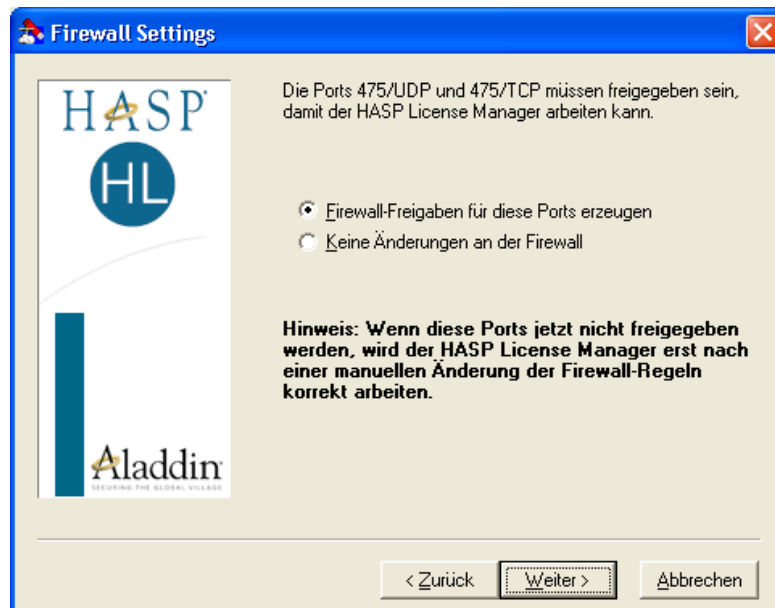 Firewall Settings
HASP
HL
Aladdin
SECURING THE GLOBAL VILLAGE
Die Ports 475/UDP und 475/TCP müssen freigegeben sein,
damit der HASP License Manager arbeiten kann.
Firewall-Freigaben für diese Ports erzeugen
Keine Änderungen an der Firewall
Hinweis: Wenn diese Ports jetzt nicht freigegeben
werden, wird der HASP License Manager erst nach
einer manuellen Änderung der Firewall-Regeln
korrekt arbeiten.
< Zurück
Weiter >
Abbrechen